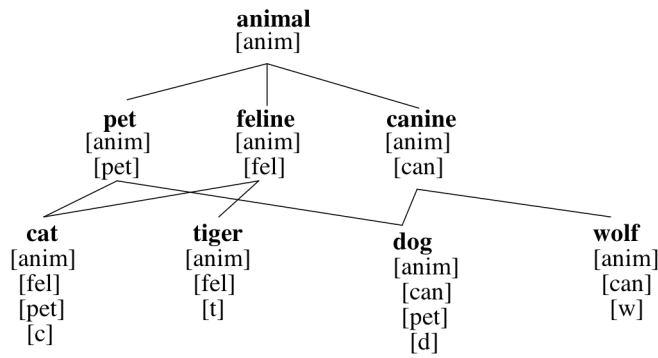 animal
[anim]
pet feline canine
[anim] [anim] [anim]
[pet] [fel] [can]
cat tiger dog wolf
[anim] [anim] [anim] [anim]
[fel] [fel] [can] [can]
[pet] [t] [pet] [w]
[c] [d]